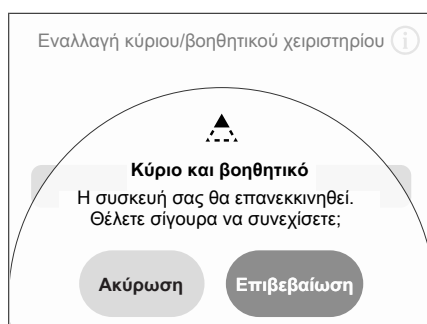 Εναλλαγή κύριου/βοηθητικού χειριστηρίου i
Κύριο και βοηθητικό
Η συσκευή σας θα επανεκκινηθεί.
Θέλετε σίγουρα να συνεχίσετε;
Ακύρωση Επιβεβαίωση